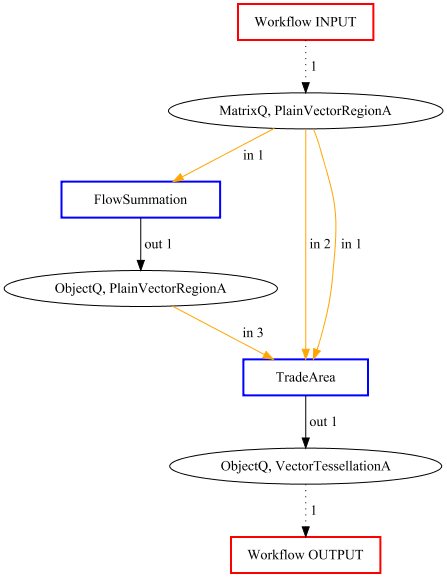 Workflow INPUT
1
MatrixQ, PlainVectorRegionA
in 1
FlowSummation
in 2
in 1
out 1
ObjectQ, PlainVectorRegionA
in 3
TradeArea
out 1
ObjectQ, VectorTessellationA
1
Workflow OUTPUT